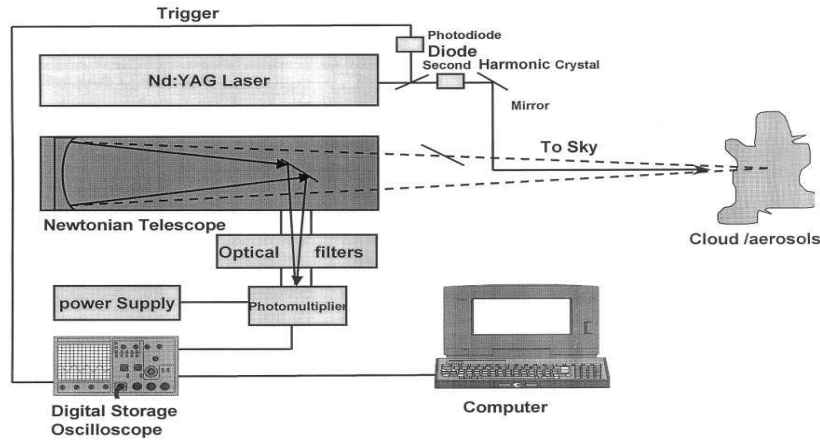 Trigger
Photodiode
Diode
Nd:YAG Laser
Second Harmonic Crystal
Mirror
To Sky
Newtonian Telescope
Cloud /aerosols
Optical filters
power Supply
Photomultiplier
Digital Storage
Oscilloscope
Computer